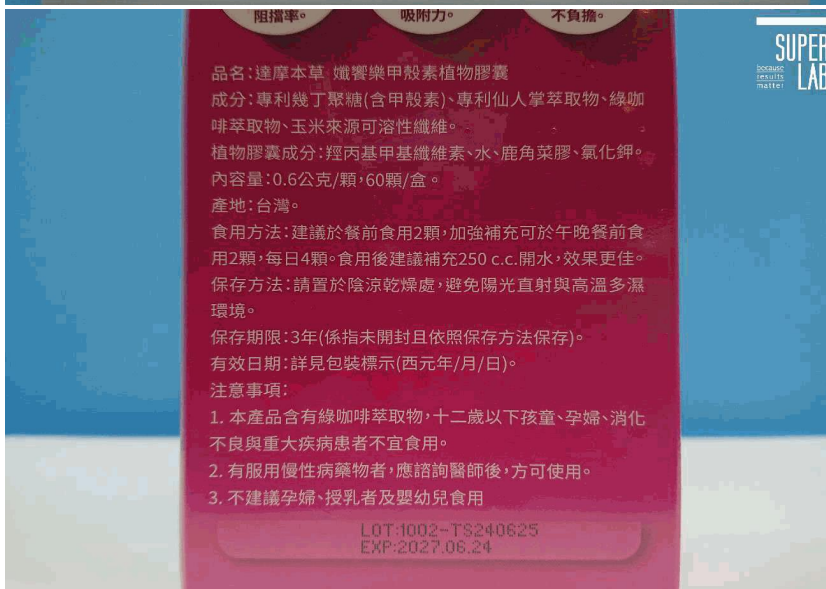 阻擋率。
吸附力。
不負擔。
SUPER
LAB
because
results
matter
品名:達摩本草 孅饗樂甲殼素植物膠囊
成分:專利幾丁聚糖(含甲殼素)、專利仙人掌萃取物、綠咖
啡萃取物、玉米來源可溶性纖維。
植物膠囊成分:羥丙基甲基纖維素、水、鹿角菜膠、氯化鉀。
內容量:0.6公克/顆,60顆/盒。
產地:台灣。
食用方法:建議於餐前食用2顆,加強補充可於午晚餐前食
用2顆,每日4顆。食用後建議補充250 c.c.開水,效果更佳。
保存方法:請置於陰涼乾燥處,避免陽光直射與高溫多濕
環境。
保存期限:3年(係指未開封且依照保存方法保存)。
有效日期:詳見包裝標示(西元年/月/日)。
注意事項:
1. 本產品含有綠咖啡萃取物,十二歲以下孩童、孕婦、消化
不良與重大疾病患者不宜食用。
2. 有服用慢性病藥物者,應諮詢醫師後,方可使用。
3. 不建議孕婦、授乳者及嬰幼兒食用
LOT:1002-TS240625
EXP:2027.06.24